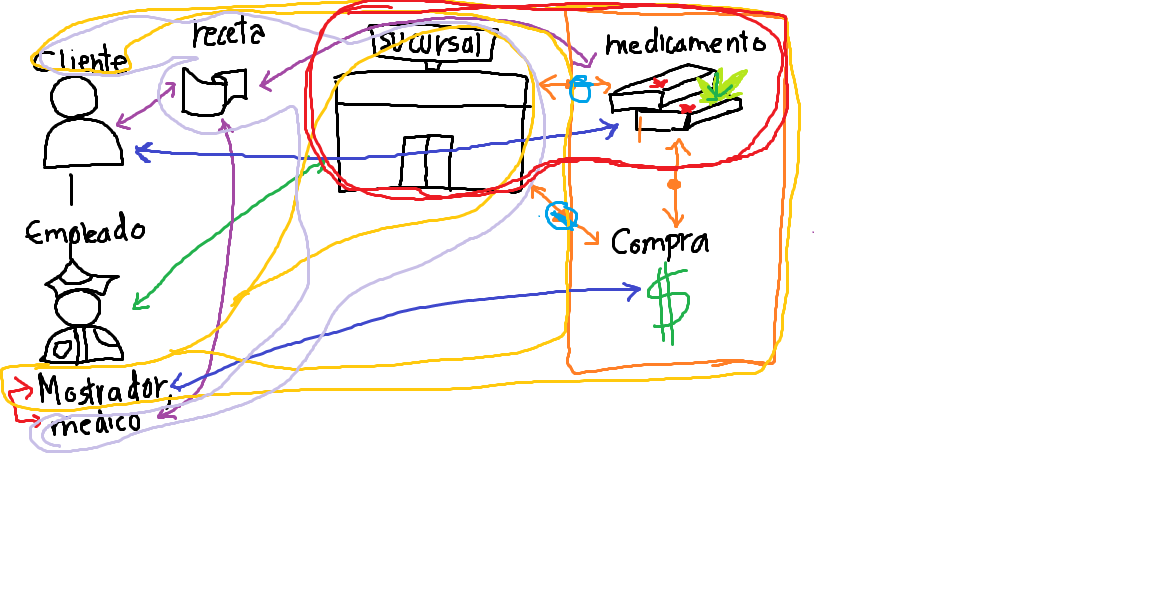 Cliente
receta
sucursal
medicamento
Empleado
Compra
$
Mostrador
medico